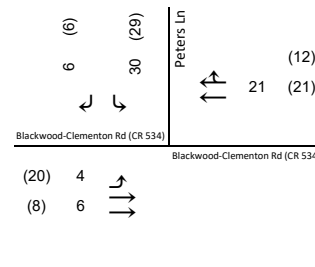 (6) (29)
6 30
Peters Ln
(12)
21 (21)
Blackwood-Clementon Rd (CR 534)
Blackwood-Clementon Rd (CR 534
(20) 4
(8) 6